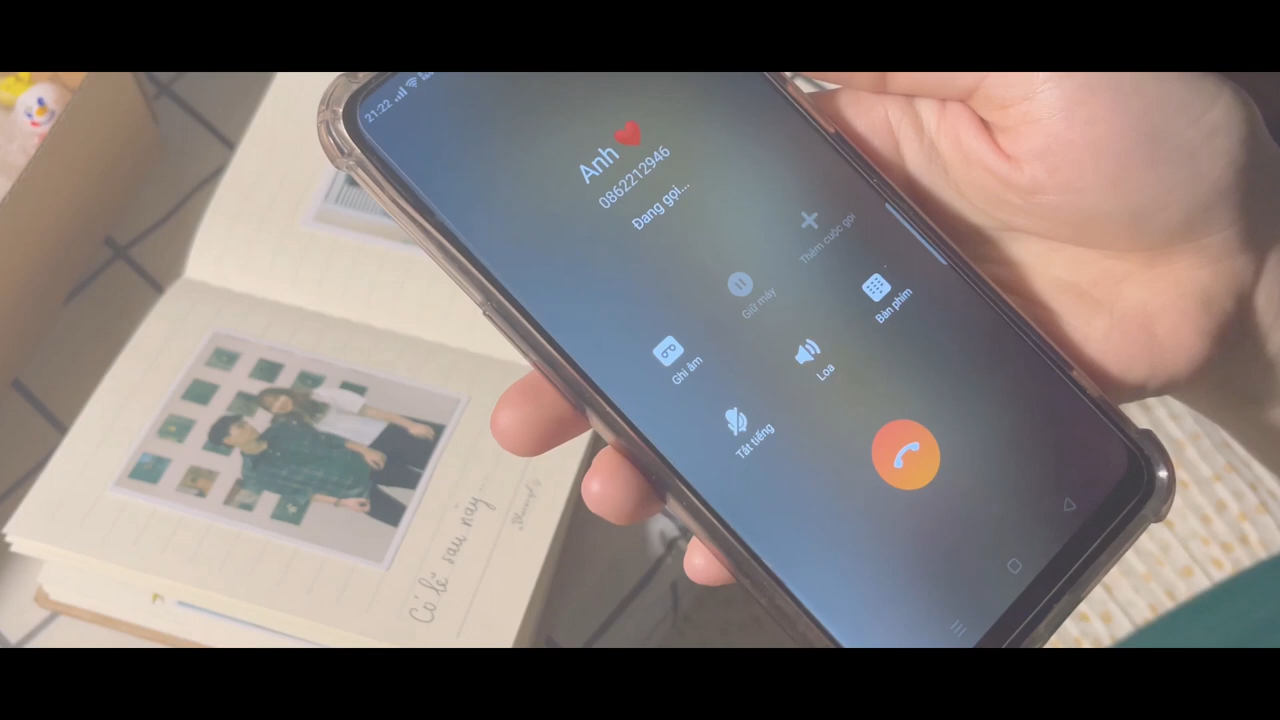 21:22
Anh❤️
0862212946
Đang gọi...
Thêm cuộc gọi
Giữ máy
Bàn phím
Ghi âm
Loa
Tắt tiếng
Có lẽ sau này